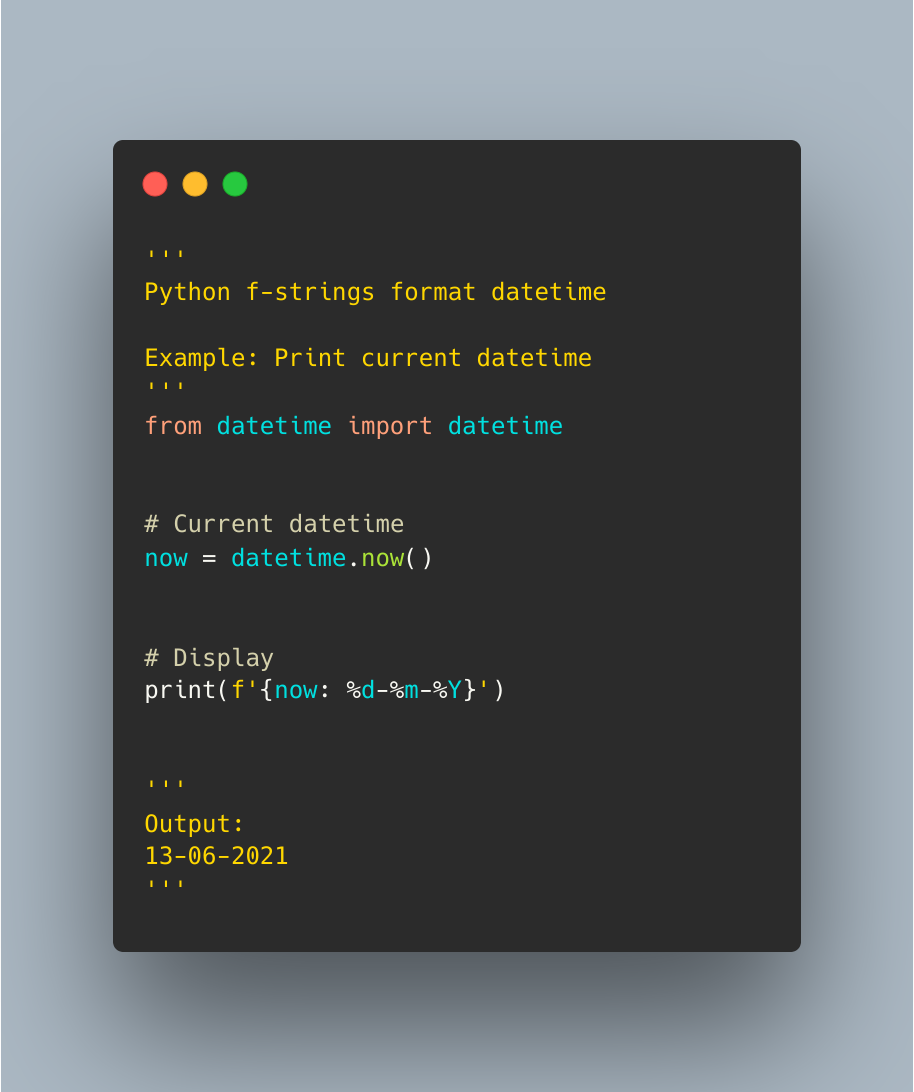 '''
Python f-strings format datetime
Example: Print current datetime
'''
from datetime import datetime
# Current datetime
now = datetime.now()
# Display
print(f'{now: %d-%m-%Y}')
'''
Output:
13-06-2021
'''